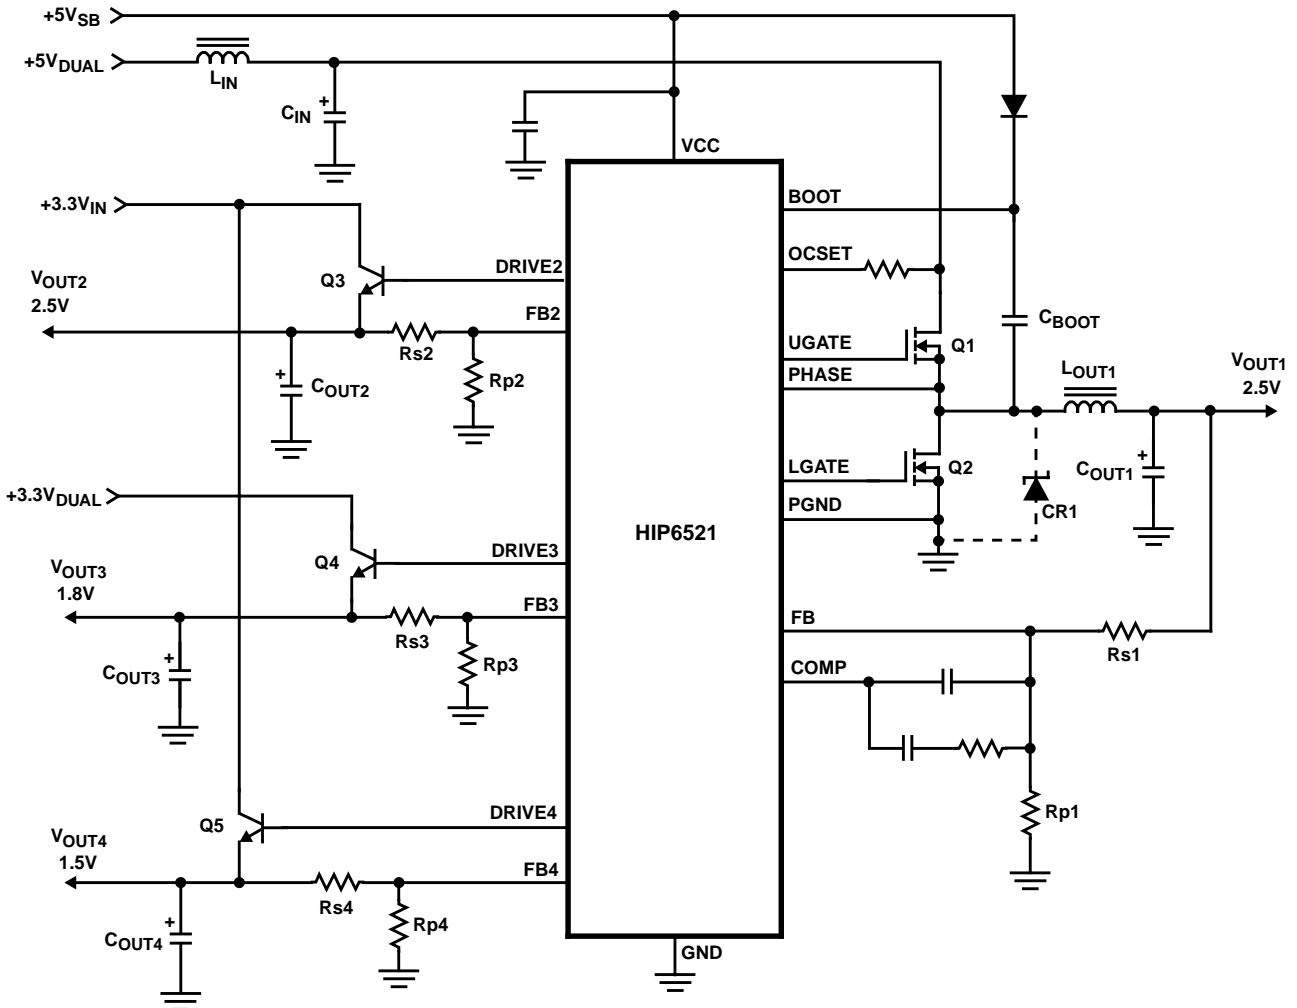 +5VSB
+5VDUAL
LIN
CIN
+
VCC
+3.3VIN
BOOT
OCSET
Q3
DRIVE2
VOUT2
2.5V
FB2
Rs2
Rp2
+
COUT2
CBOOT
UGATE
Q1
PHASE
LOUT1
VOUT1
2.5V
LGATE
Q2
+
COUT1
PGND
CR1
+3.3VDUAL
HIP6521
Q4
DRIVE3
VOUT3
1.8V
FB3
Rs3
Rp3
+
COUT3
FB
Rs1
COMP
Rp1
Q5
DRIVE4
VOUT4
1.5V
FB4
Rs4
Rp4
+
COUT4
GND